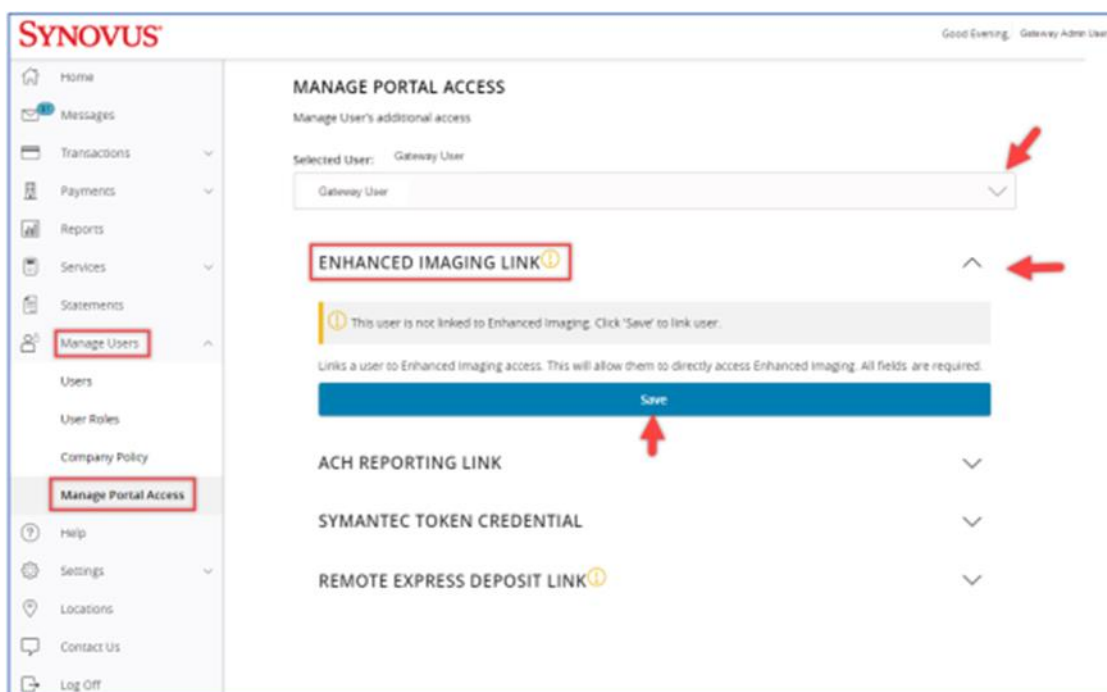 SYNOVUS
Good Evening, Gateway Admin User
Home
Messages
Transactions
Payments
Reports
Services
Statements
Manage Users
Users
User Roles
Company Policy
Manage Portal Access
Help
Settings
Locations
Contact Us
Log Off
MANAGE PORTAL ACCESS
Manage User's additional access
Selected User: Gateway User
Gateway User
ENHANCED IMAGING LINK
This user is not linked to Enhanced Imaging. Click 'Save' to link user.
Links a user to Enhanced Imaging access. This will allow them to directly access Enhanced Imaging. All fields are required.
Save
ACH REPORTING LINK
SYMANTEC TOKEN CREDENTIAL
REMOTE EXPRESS DEPOSIT LINK